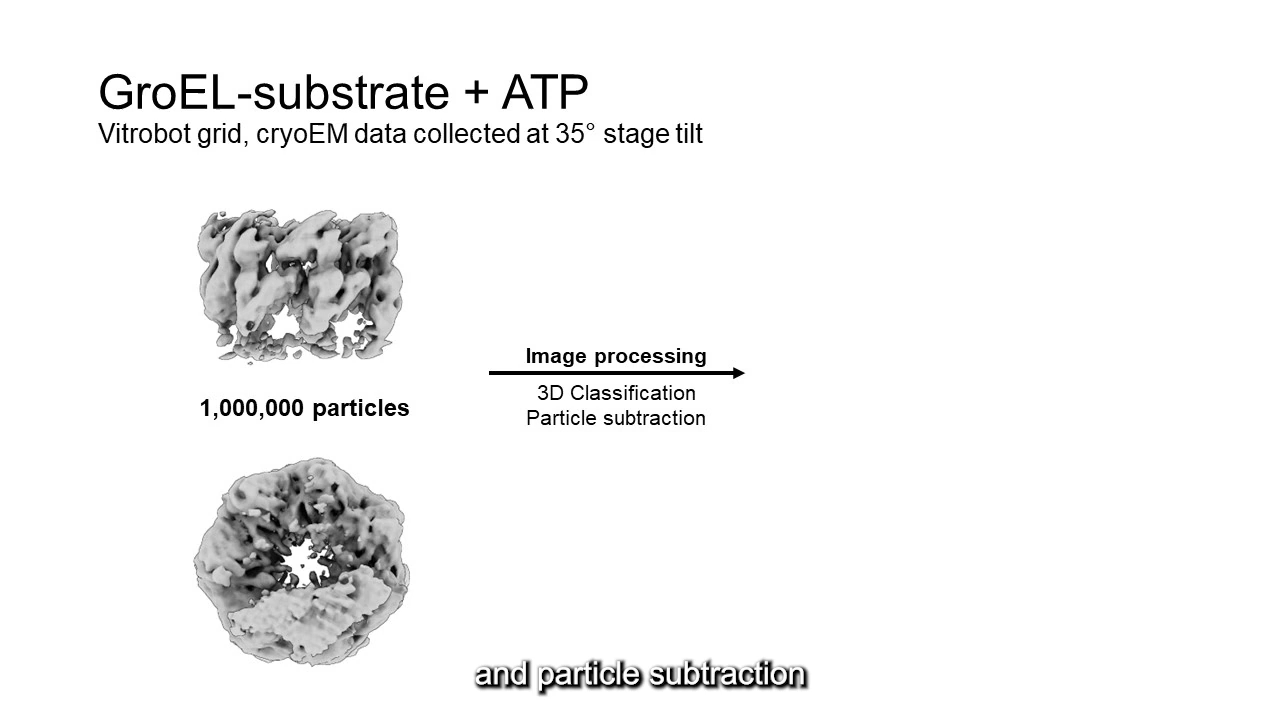 GroEL-substrate + ATP
Vitrobot grid, cryoEM data collected at 35° stage tilt
1,000,000 particles
Image processing
3D Classification
Particle subtraction
and particle subtraction